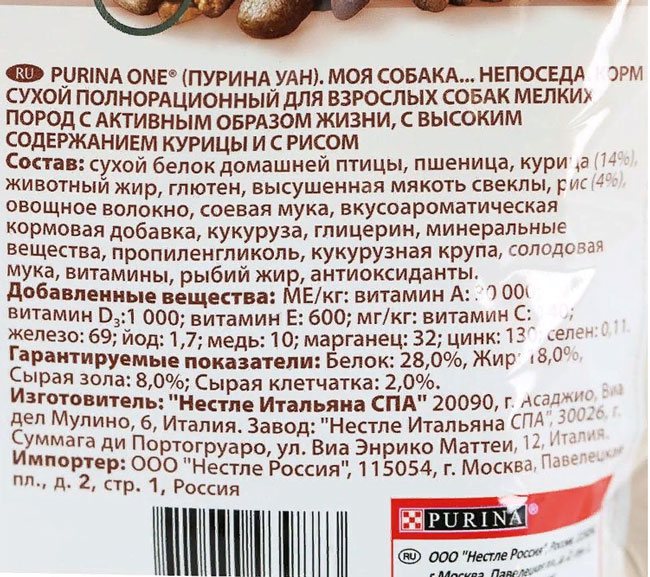 RU PURINA ONE® (ПУРИНА УАН). МОЯ СОБАКА... НЕПОСЕДА. КОРМ
СУХОЙ ПОЛНОРАЦИОННЫЙ ДЛЯ ВЗРОСЛЫХ СОБАК МЕЛКИХ
ПОРОД С АКТИВНЫМ ОБРАЗОМ ЖИЗНИ, С ВЫСОКИМ
СОДЕРЖАНИЕМ КУРИЦЫ И С РИСОМ
Состав: сухой белок домашней птицы, пшеница, курица (14%),
животный жир, глютен, высушенная мякоть свеклы, рис (4%),
овощное волокно, соевая мука, вкусоароматическая
кормовая добавка, кукуруза, глицерин, минеральные
вещества, пропиленгликоль, кукурузная крупа, солодовая
мука, витамины, рыбий жир, антиоксиданты.
Добавленные вещества: МЕ/кг: витамин А:
витамин D₃:1 000; витамин Е: 600; мг/кг: витамин С:
железо: 69; йод: 1,7; медь: 10; марганец: 32; цинк: 130; селен: 0,11.
Гарантируемые показатели: Белок: 28,0%, Жир: 18,0%,
Сырая зола: 8,0%; Сырая клетчатка: 2,0%.
Изготовитель: "Нестле Итальяна СПА" 20090, г. Асаджио, Виа
дел Мулино, 6, Италия. Завод: "Нестле Итальяна СПА", 30026, г.
Суммага ди Портогруаро, ул. Виа Энрико Маттеи, 12, Италия.
Импортер: ООО "Нестле Россия", 115054, г. Москва, Павелецкая
пл., д. 2, стр. 1, Россия
PURINA®
RU ООО "Нестле Россия",
г. Москва, Павелецкая